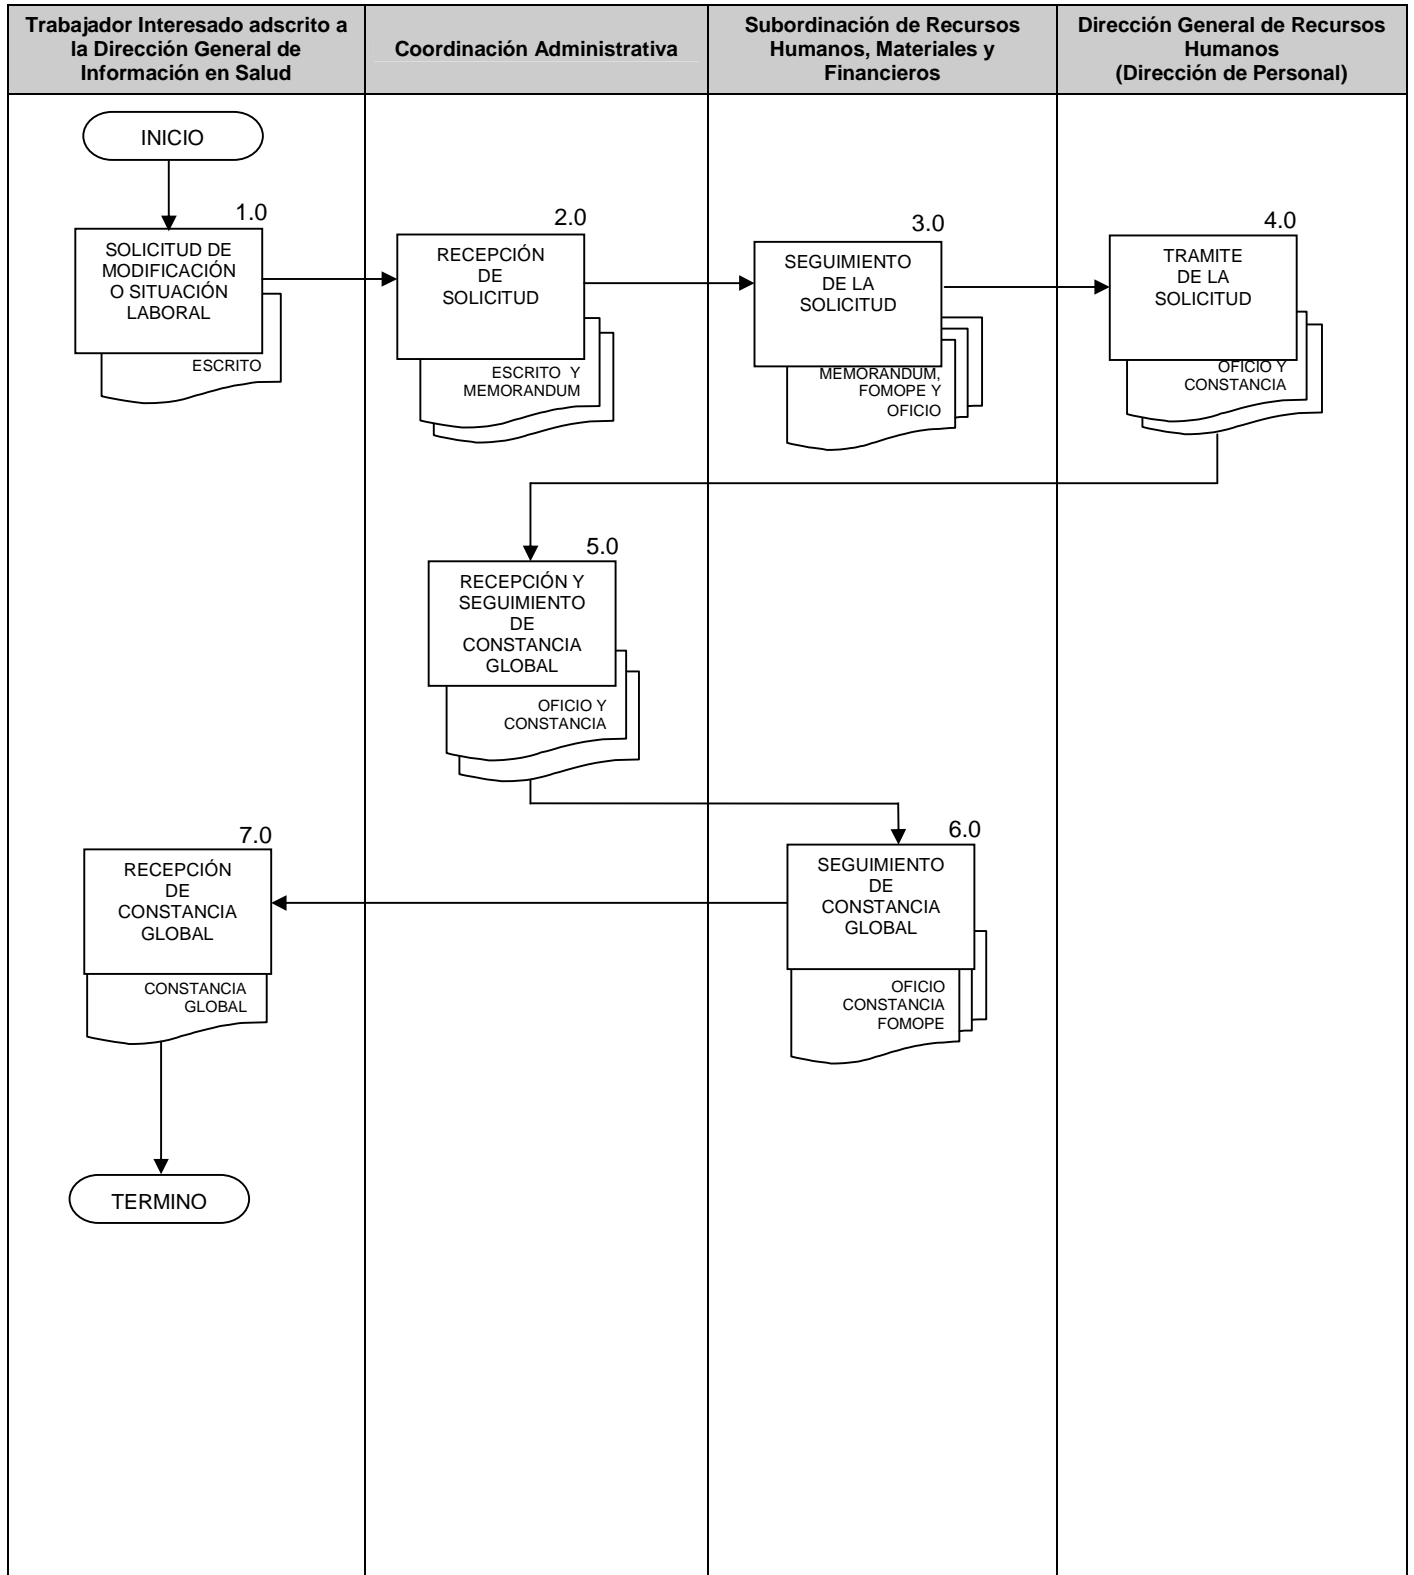 Trabajador Interesado adscrito a
la Dirección General de
Información en Salud
Coordinación Administrativa
Subordinación de Recursos
Humanos, Materiales y
Financieros
Dirección General de Recursos
Humanos
(Dirección de Personal)
INICIO
1.0
SOLICITUD DE
MODIFICACIÓN
O SITUACIÓN
LABORAL
ESCRITO
2.0
RECEPCIÓN
DE
SOLICITUD
ESCRITO Y
MEMORANDUM
3.0
SEGUIMIENTO
DE LA
SOLICITUD
MEMORANDUM,
FOMOPE Y
OFICIO
4.0
TRAMITE
DE LA
SOLICITUD
OFICIO Y
CONSTANCIA
5.0
RECEPCIÓN Y
SEGUIMIENTO
DE
CONSTANCIA
GLOBAL
OFICIO Y
CONSTANCIA
6.0
SEGUIMIENTO
DE
CONSTANCIA
GLOBAL
OFICIO
CONSTANCIA
FOMOPE
7.0
RECEPCIÓN
DE
CONSTANCIA
GLOBAL
CONSTANCIA
GLOBAL
TERMINO